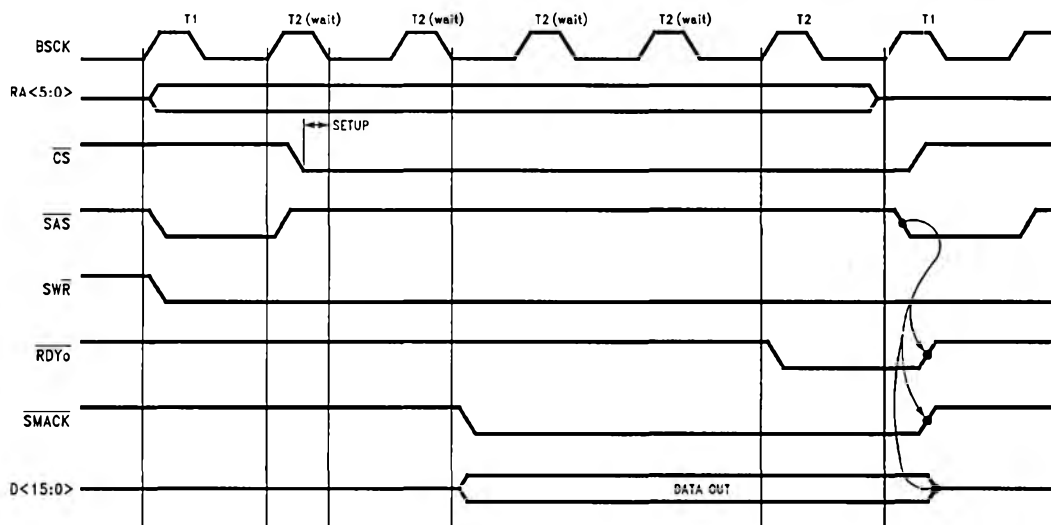 T1 T2 (wait) T2 (wait) T2 (wait) T2 (wait) T2 T1
BSCK
RA<5:0>
SETUP
CS
SAS
SWR
RDYo
SMACK
D<15:0> DATA OUT